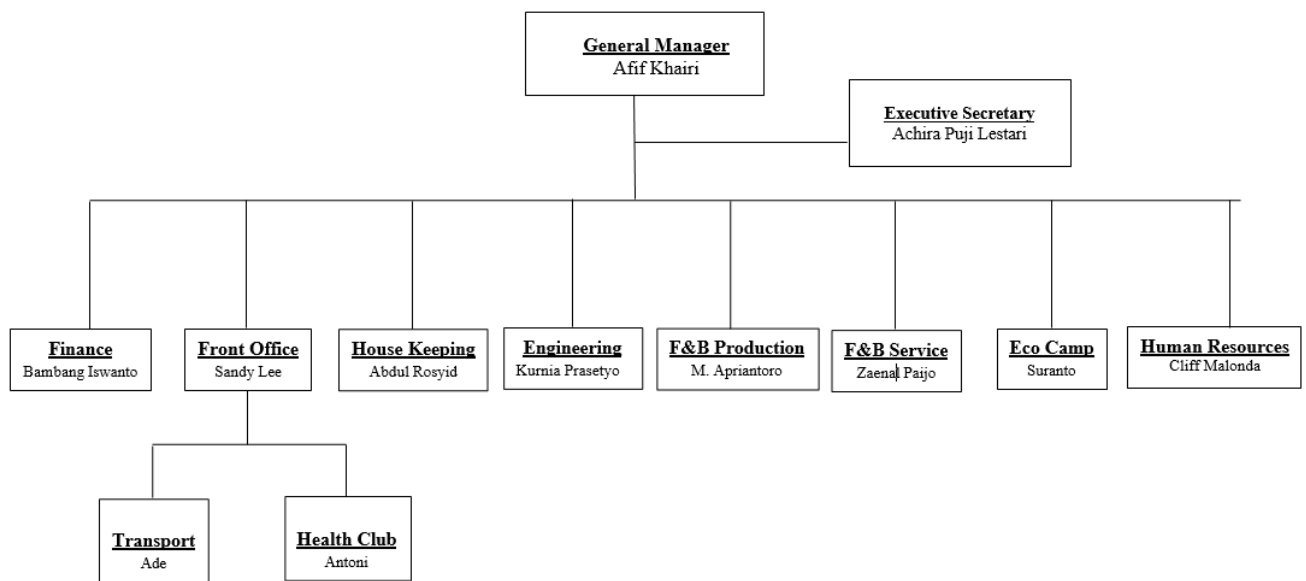 General Manager
Afif Khairi
Executive Secretary
Achira Puji Lestari
Finance
Bambang Iswanto
Front Office
Sandy Lee
House Keeping
Abdul Rosyid
Engineering
Kurnia Prasetyo
F&B Production
M. Apriantoro
F&B Service
Zaenal Paijo
Eco Camp
Suranto
Human Resources
Cliff Malonda
Transport
Ade
Health Club
Antoni